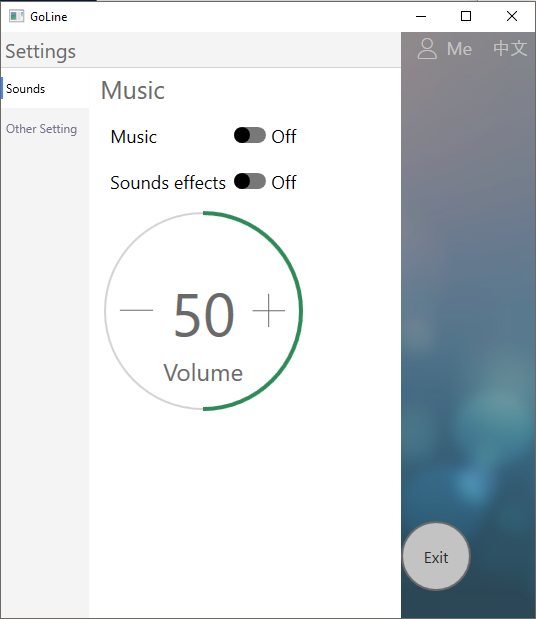 GoLine
Settings
Me 中文
Sounds
Music
Other Setting
Music Off
Sounds effects Off
50
Volume
Exit